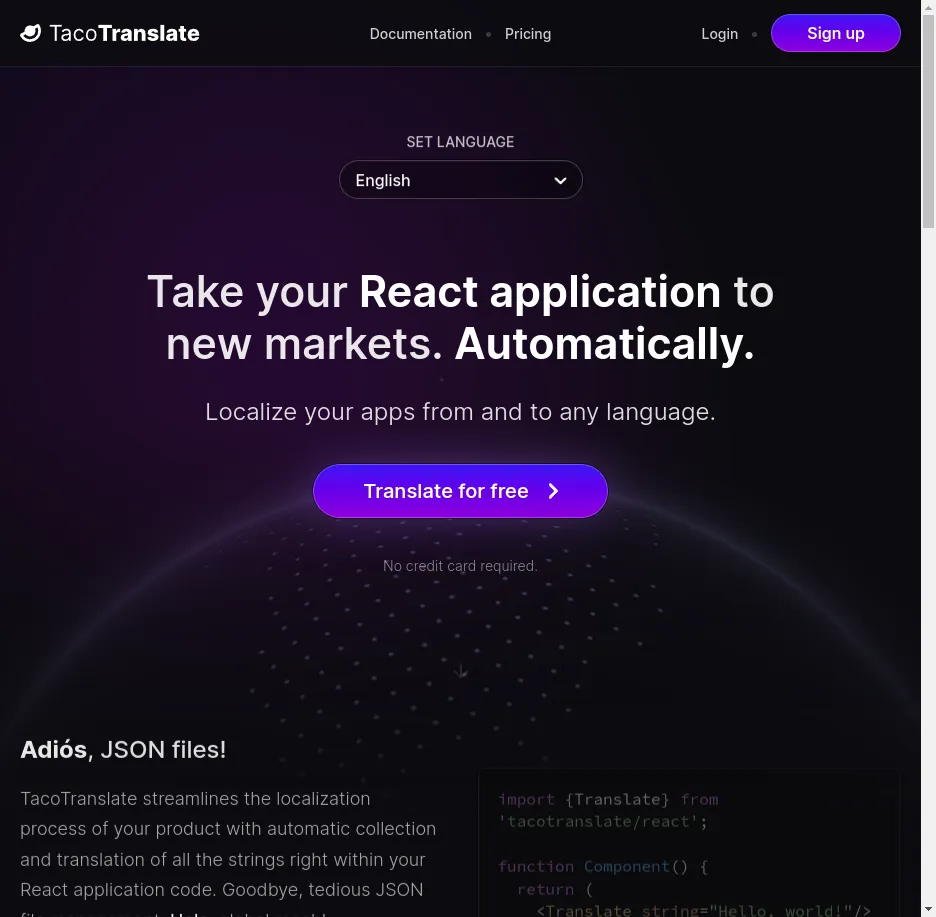 TacoTranslate
Documentation • Pricing
Login • Sign up
SET LANGUAGE
English
Take your React application to
new markets. Automatically.
Localize your apps from and to any language.
Translate for free
No credit card required.
Adiós, JSON files!
TacoTranslate streamlines the localization
process of your product with automatic collection
and translation of all the strings right within your
React application code. Goodbye, tedious JSON
import {Translate} from
'tacotranslate/react';
function Component() {
return (
<Translate string="Hello, world!"/>